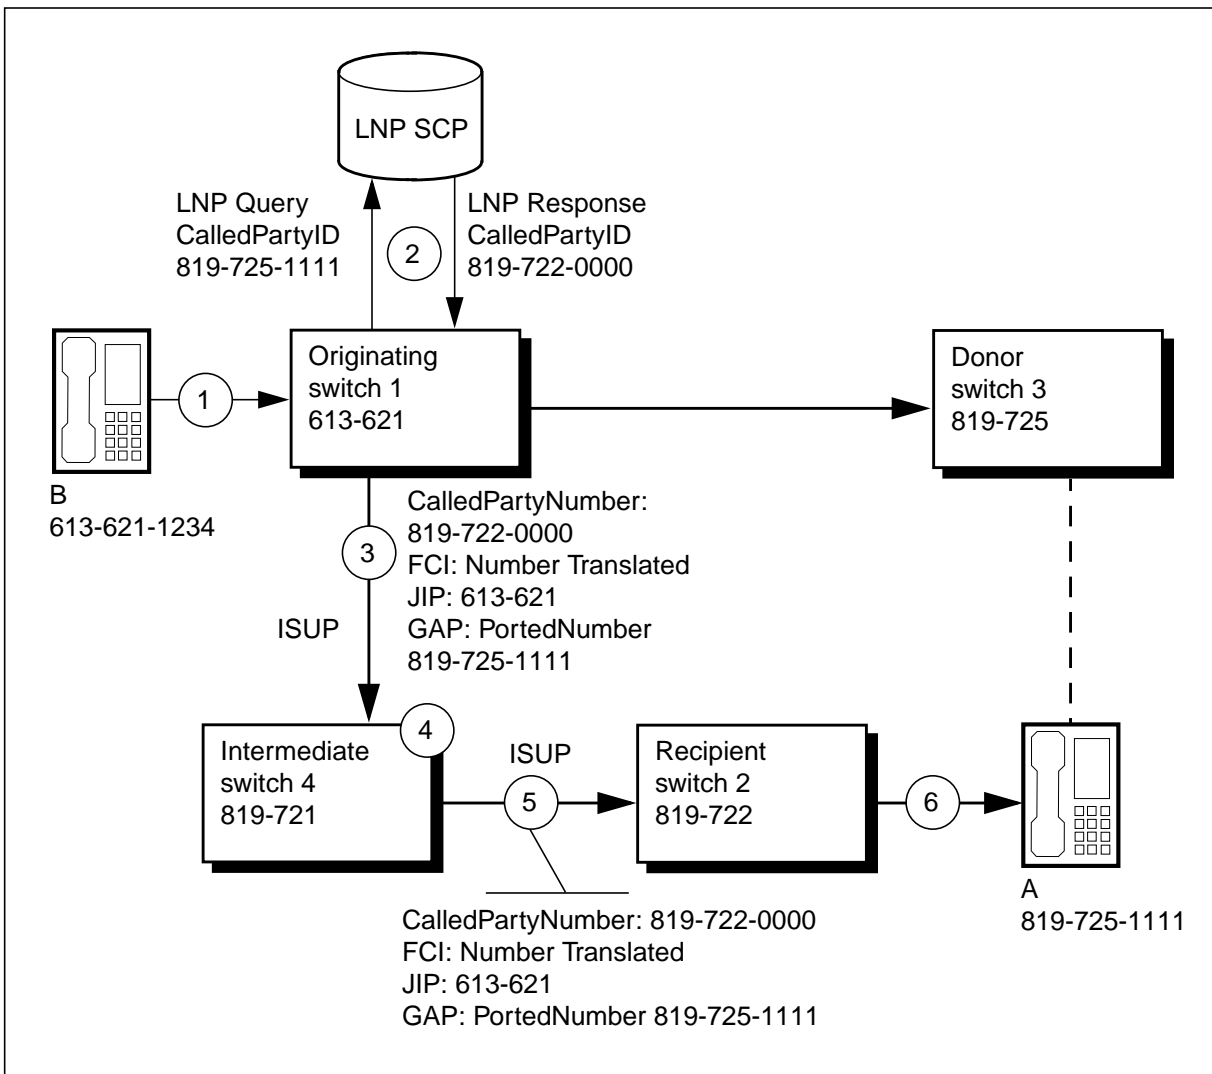 LNP SCP
LNP Query
CalledPartyID
819-725-1111
2
LNP Response
CalledPartyID
819-722-0000
1
Originating
switch 1
613-621
Donor
switch 3
819-725
B
613-621-1234
3
CalledPartyNumber:
819-722-0000
FCI: Number Translated
JIP: 613-621
GAP: PortedNumber
819-725-1111
ISUP
4
Intermediate
switch 4
819-721
ISUP
5
Recipient
switch 2
819-722
6
A
819-725-1111
CalledPartyNumber: 819-722-0000
FCI: Number Translated
JIP: 613-621
GAP: PortedNumber 819-725-1111